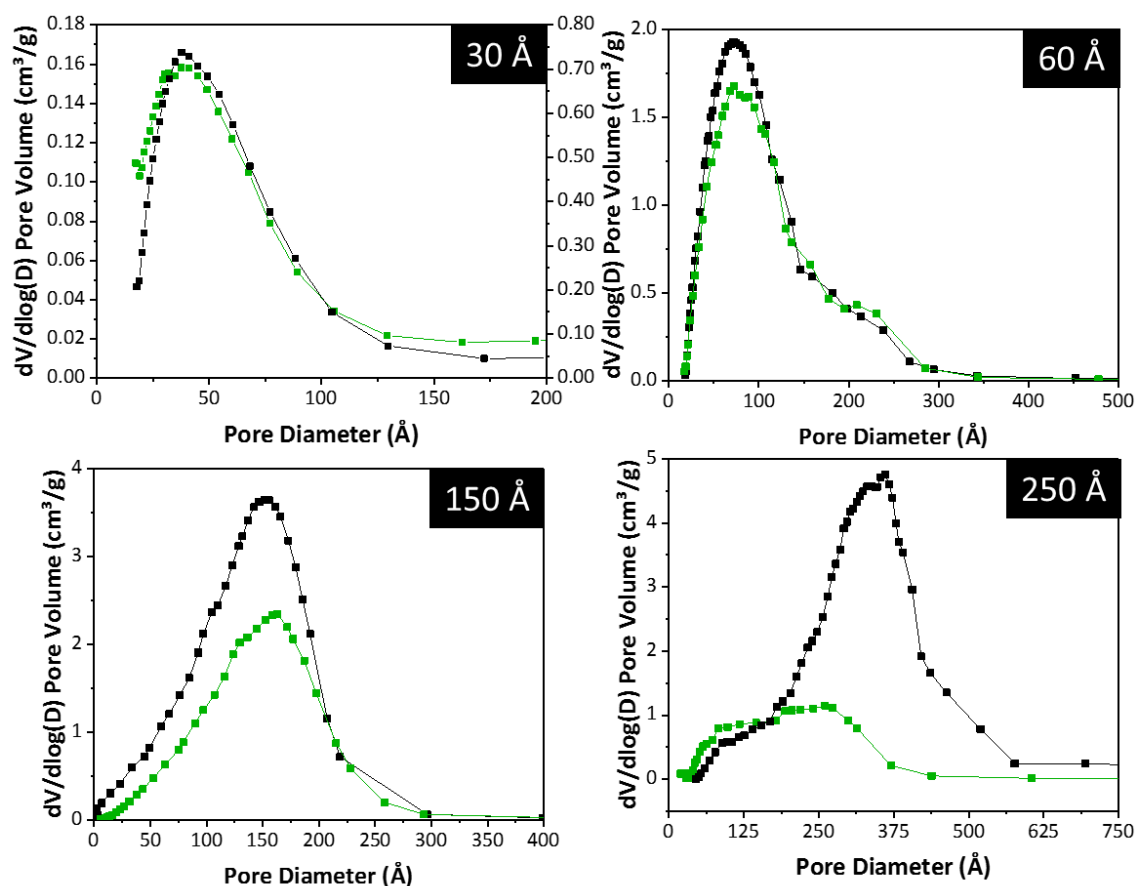 30 Å
dV/dlog(D) Pore Volume (cm³/g)
0.18
0.16
0.14
0.12
0.10
0.08
0.06
0.04
0.02
0.00
0.80
0.70
0.60
0.50
0.40
0.30
0.20
0.10
0.00
0 50 100 150 200
Pore Diameter (Å)
60 Å
dV/dlog(D) Pore Volume (cm³/g)
2.0
1.5
1.0
0.5
0.0
0 100 200 300 400 500
Pore Diameter (Å)
150 Å
dV/dlog(D) Pore Volume (cm³/g)
4
3
2
1
0
0 50 100 150 200 250 300 350 400
Pore Diameter (Å)
250 Å
dV/dlog(D) Pore Volume (cm³/g)
5
4
3
2
1
0
0 125 250 375 500 625 750
Pore Diameter (Å)